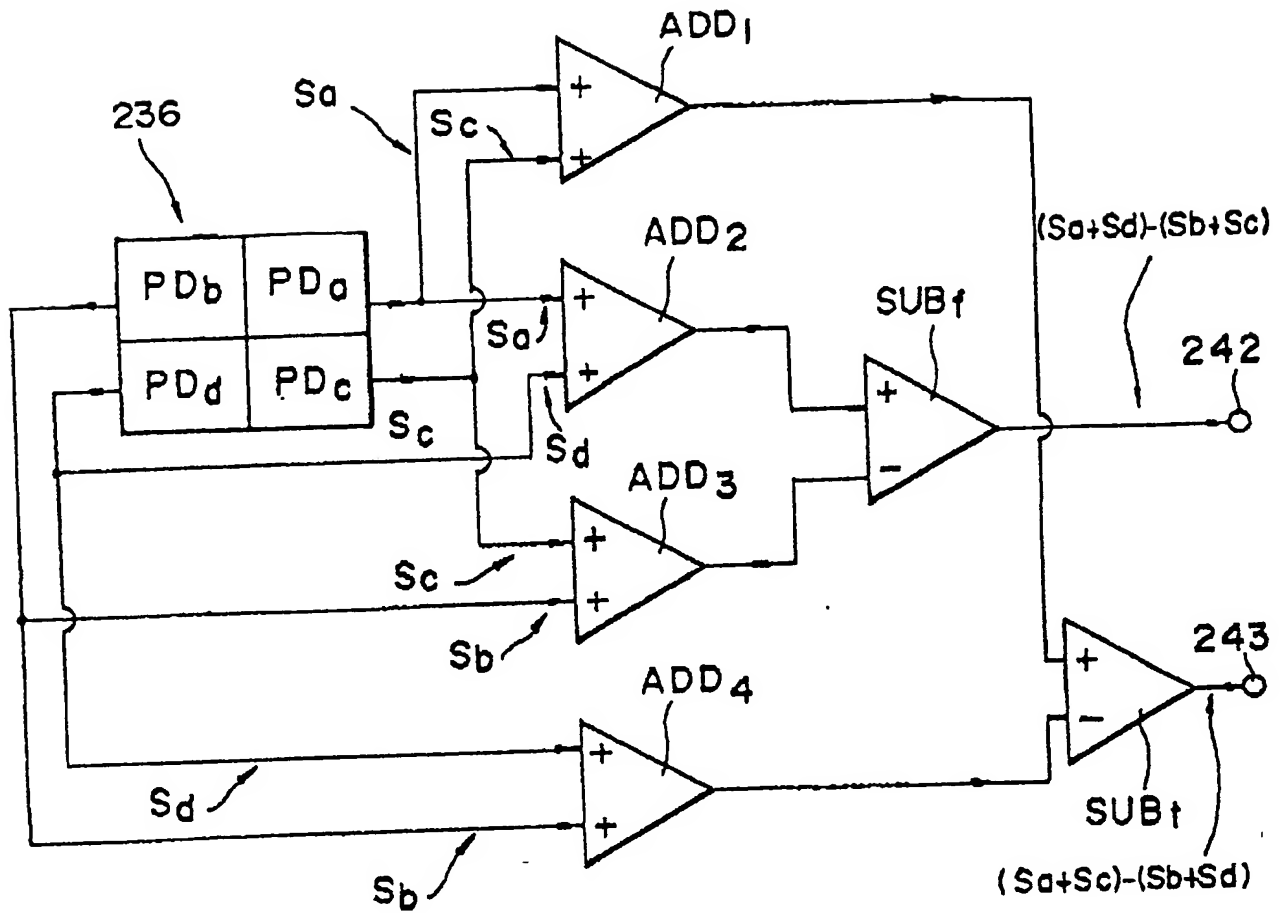 ADD1
Sa
Sc
236
+
+
(Sa+Sd)-(Sb+Sc)
ADD2
PDb PDa
PDd PDc
Sa
+
+
SUBf
242
Sc
Sd
+
-
ADD3
Sc
+
+
Sb
243
ADD4
+
-
Sd
+
+
SUBt
Sb
(Sa+Sc)-(Sb+Sd)